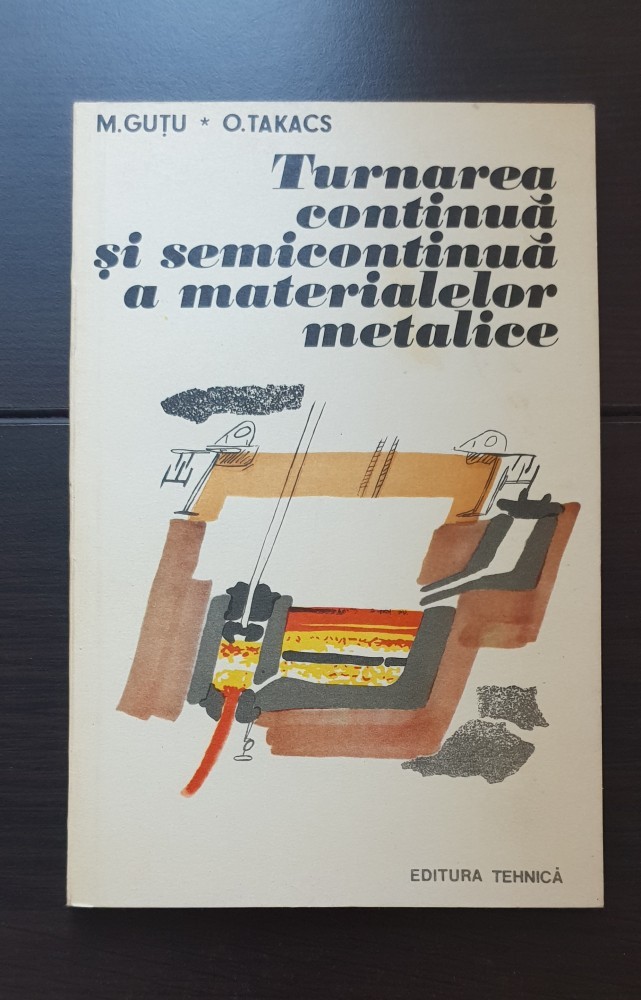 M.GUȚU * O.TAKACS
Turnarea
continuă
și semicontinuă
a materialelor
metalice
EDITURA TEHNICĂ